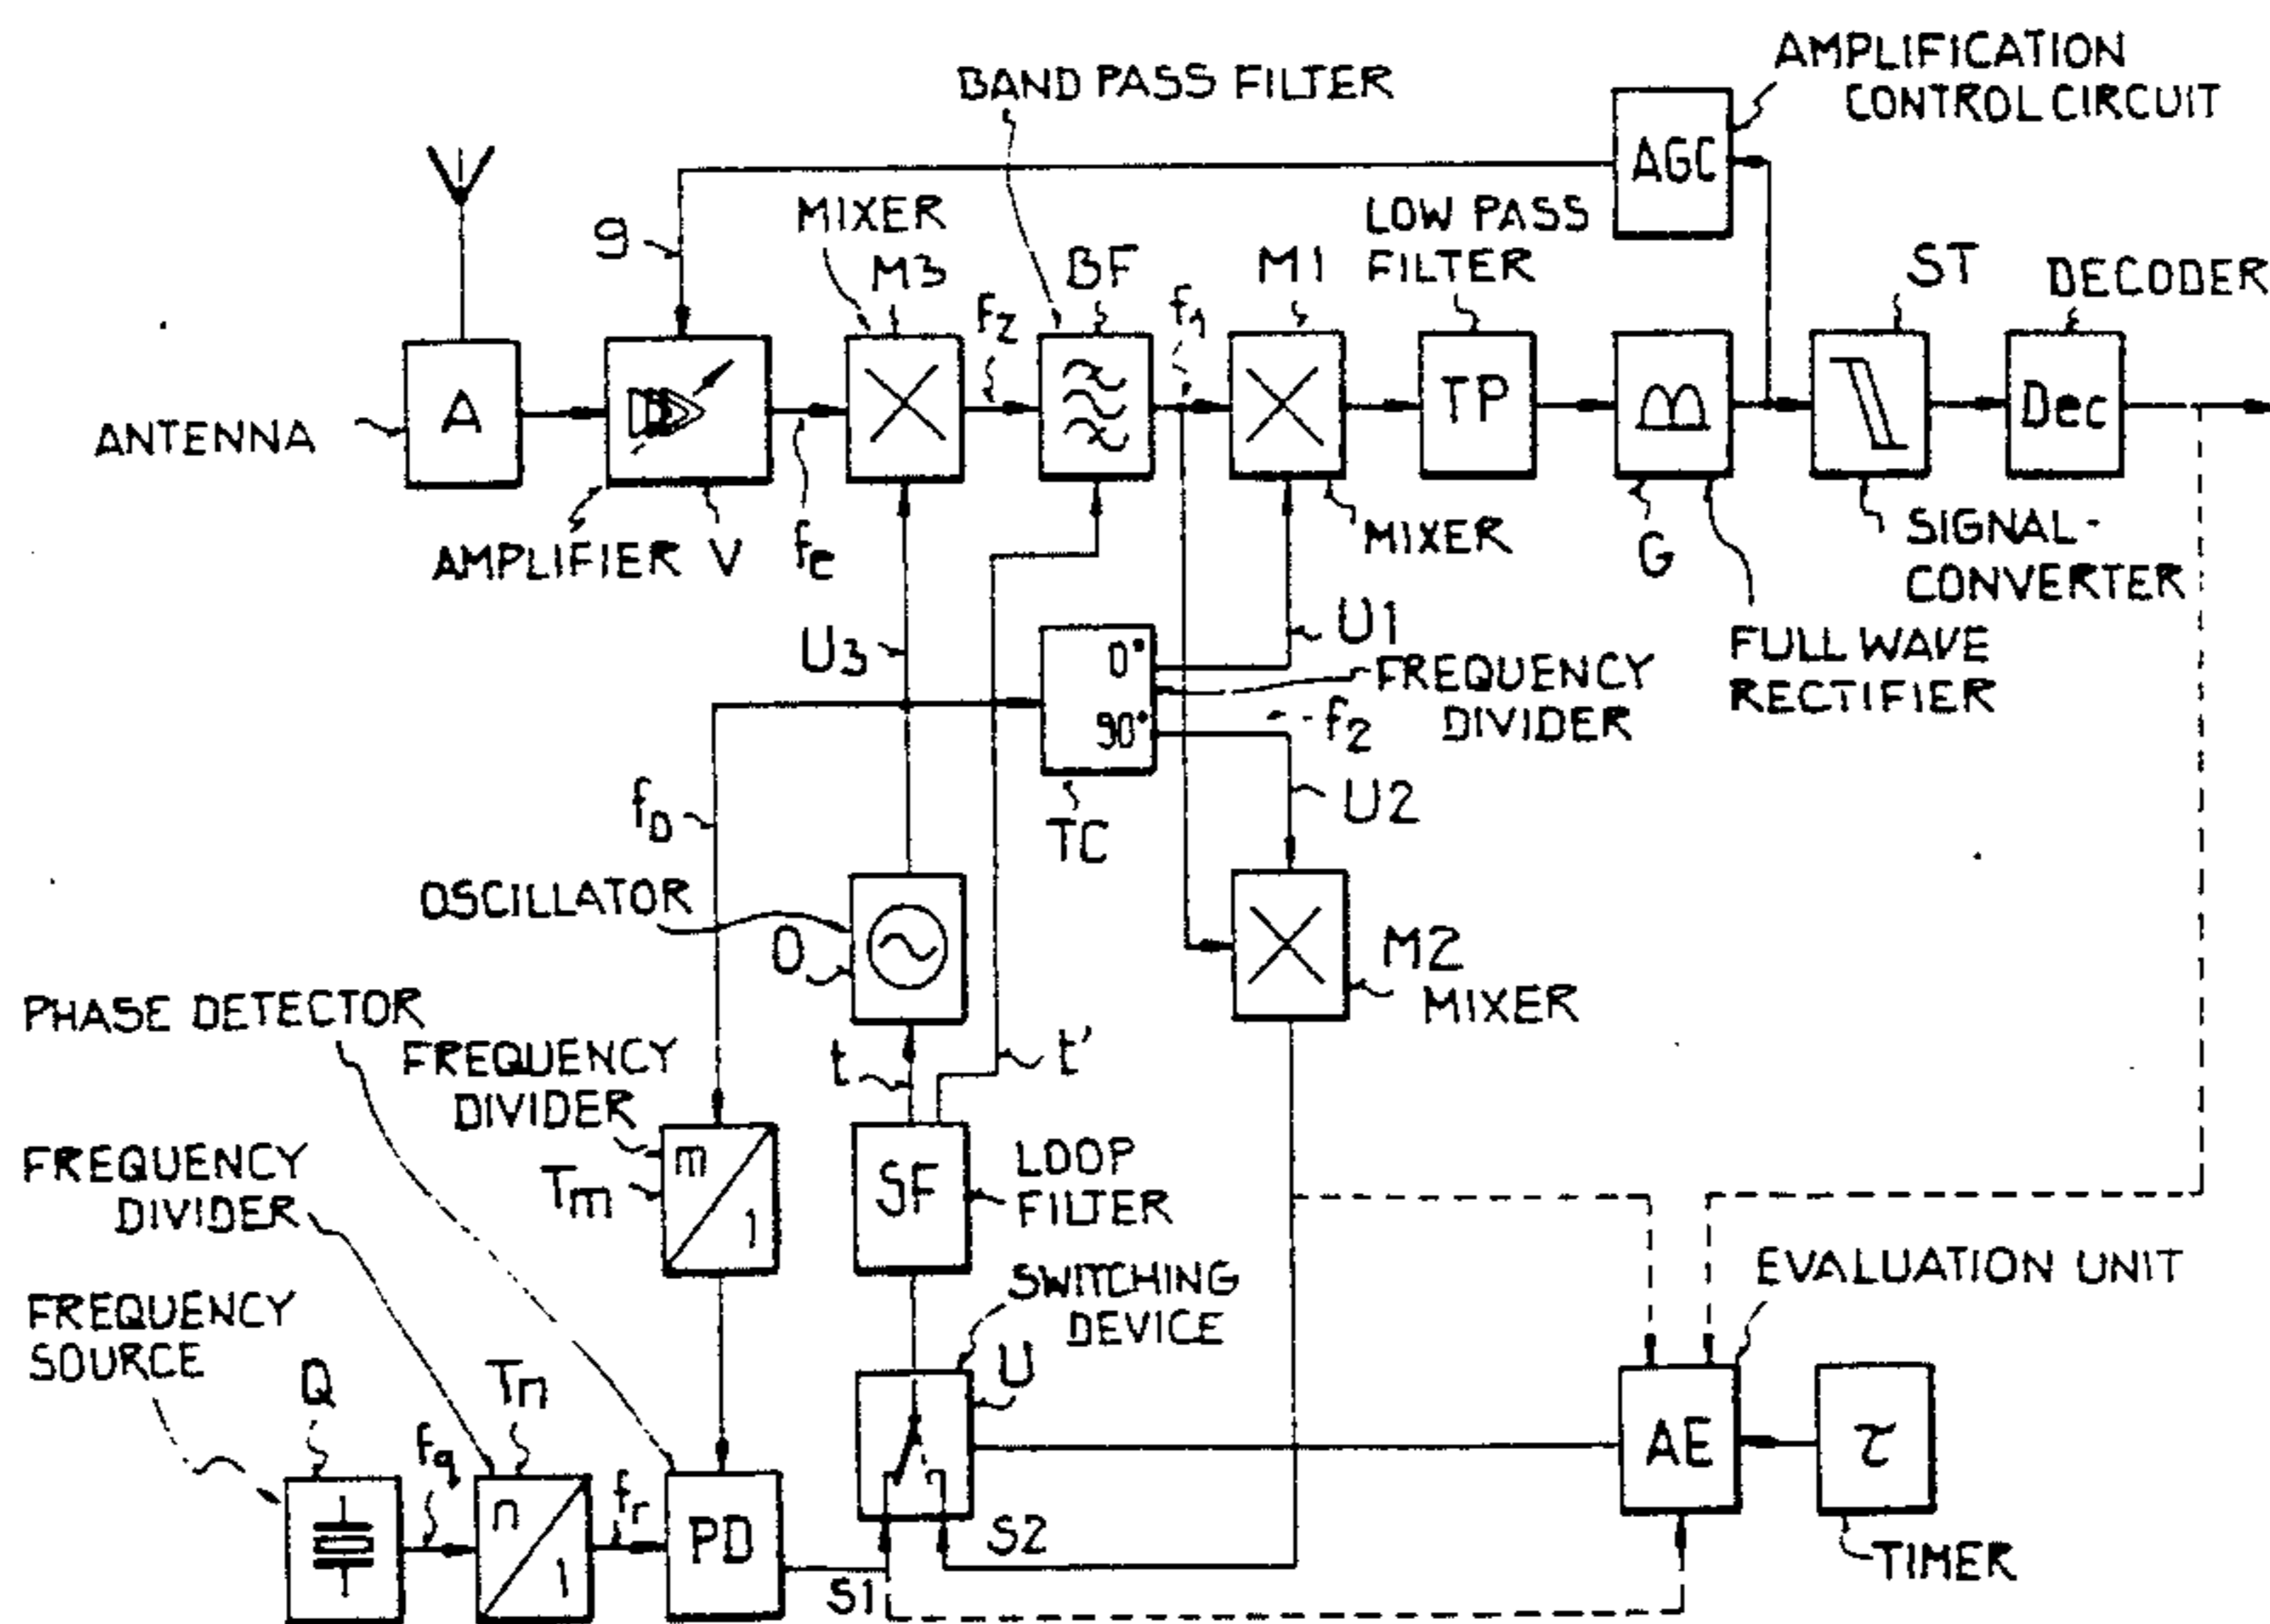 AMPLIFICATION
CONTROL CIRCUIT
BAND PASS FILTER
AGC
MIXER
LOW PASS
FILTER
g
M3
BF
M1
ST
DECODER
fz
f1
A
TP
Dec
ANTENNA
AMPLIFIER V
fe
MIXER
G
SIGNAL-
CONVERTER
U3
0°
U1
FREQUENCY
DIVIDER
FULL WAVE
RECTIFIER
90°
f2
fD
TC
U2
OSCILLATOR
O
M2
MIXER
PHASE DETECTOR
FREQUENCY
DIVIDER
t
t'
FREQUENCY
DIVIDER
Tm
m
1
SF
LOOP
FILTER
SWITCHING
DEVICE
EVALUATION UNIT
FREQUENCY
SOURCE
Q
Tn
U
fq
n
1
fr
PD
AE
τ
S1
S2
TIMER